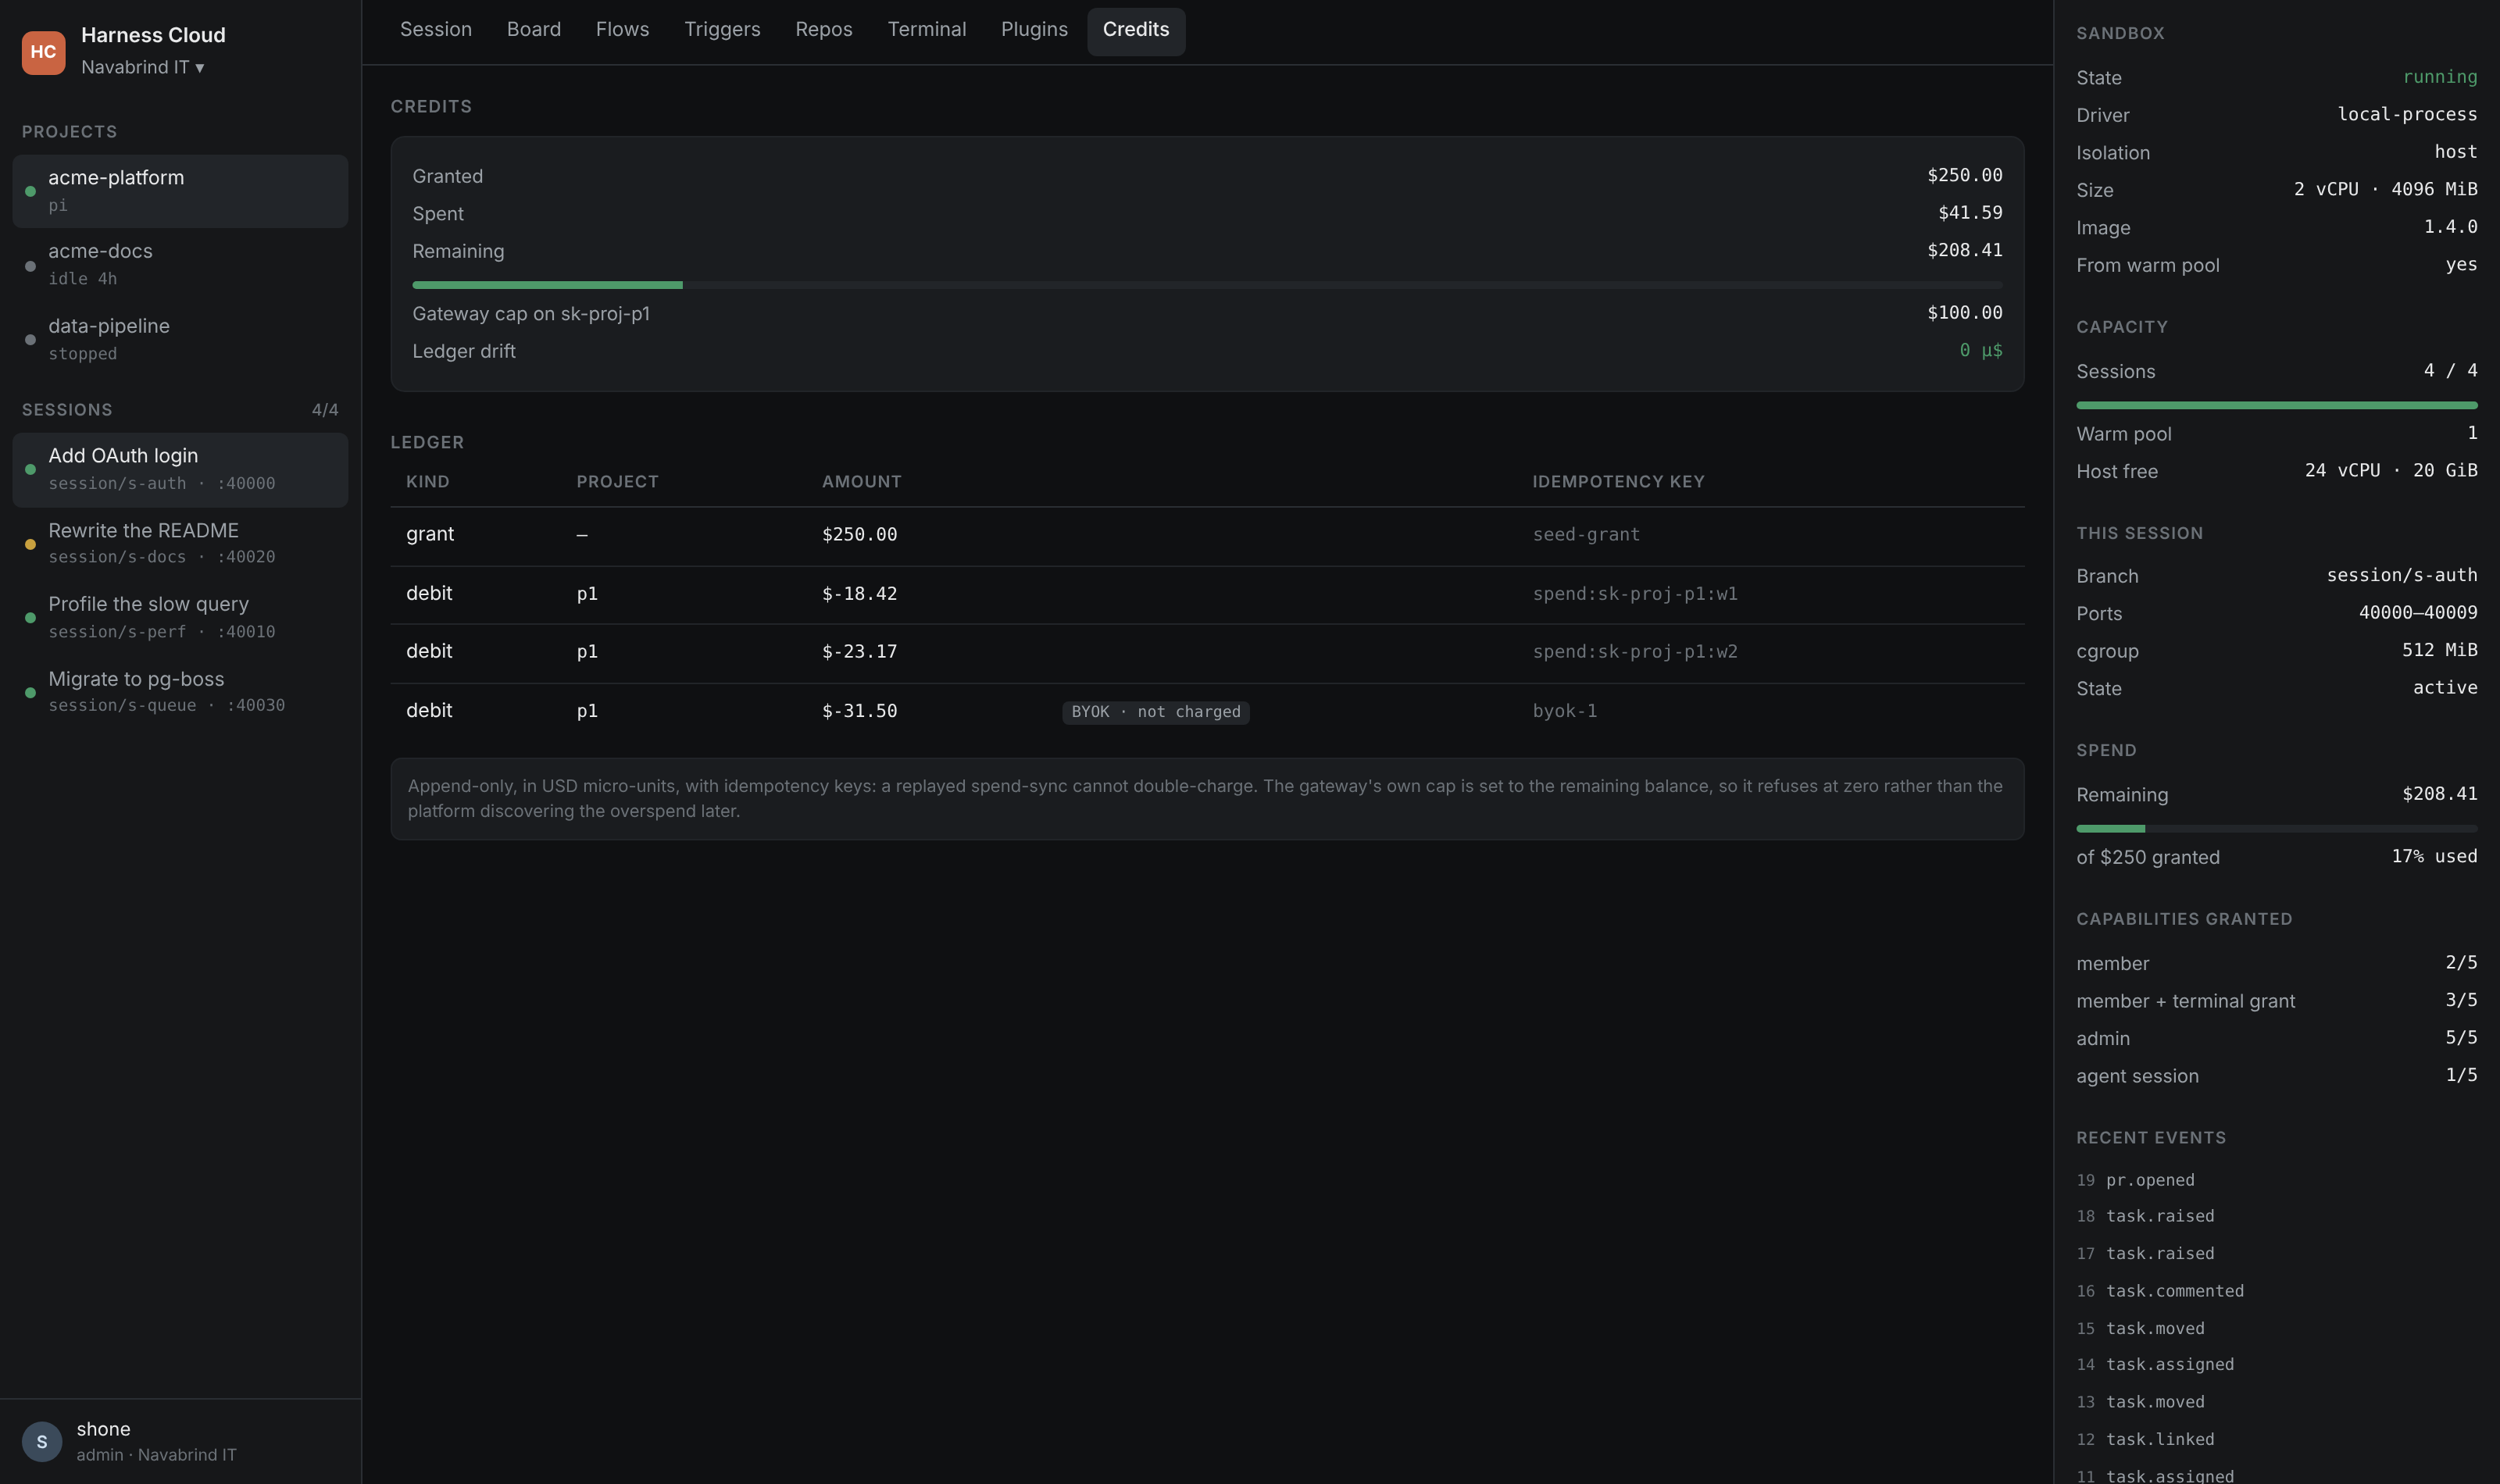 HC
Harness Cloud
Navabrind IT ▾
PROJECTS
acme-platform
pi
acme-docs
idle 4h
data-pipeline
stopped
SESSIONS 4/4
Add OAuth login
session/s-auth · :40000
Rewrite the README
session/s-docs · :40020
Profile the slow query
session/s-perf · :40010
Migrate to pg-boss
session/s-queue · :40030
S
shone
admin · Navabrind IT
Session Board Flows Triggers Repos Terminal Plugins Credits
CREDITS
Granted $250.00
Spent $41.59
Remaining $208.41
Gateway cap on sk-proj-p1 $100.00
Ledger drift 0 µ$
LEDGER
KIND PROJECT AMOUNT IDEMPOTENCY KEY
grant — $250.00 seed-grant
debit p1 $-18.42 spend:sk-proj-p1:w1
debit p1 $-23.17 spend:sk-proj-p1:w2
debit p1 $-31.50 BYOK · not charged byok-1
Append-only, in USD micro-units, with idempotency keys: a replayed spend-sync cannot double-charge. The gateway's own cap is set to the remaining balance, so it refuses at zero rather than the
platform discovering the overspend later.
SANDBOX
State running
Driver local-process
Isolation host
Size 2 vCPU · 4096 MiB
Image 1.4.0
From warm pool yes
CAPACITY
Sessions 4 / 4
Warm pool 1
Host free 24 vCPU · 20 GiB
THIS SESSION
Branch session/s-auth
Ports 40000–40009
cgroup 512 MiB
State active
SPEND
Remaining $208.41
of $250 granted 17% used
CAPABILITIES GRANTED
member 2/5
member + terminal grant 3/5
admin 5/5
agent session 1/5
RECENT EVENTS
19 pr.opened
18 task.raised
17 task.raised
16 task.commented
15 task.moved
14 task.assigned
13 task.moved
12 task.linked
11 task.assigned